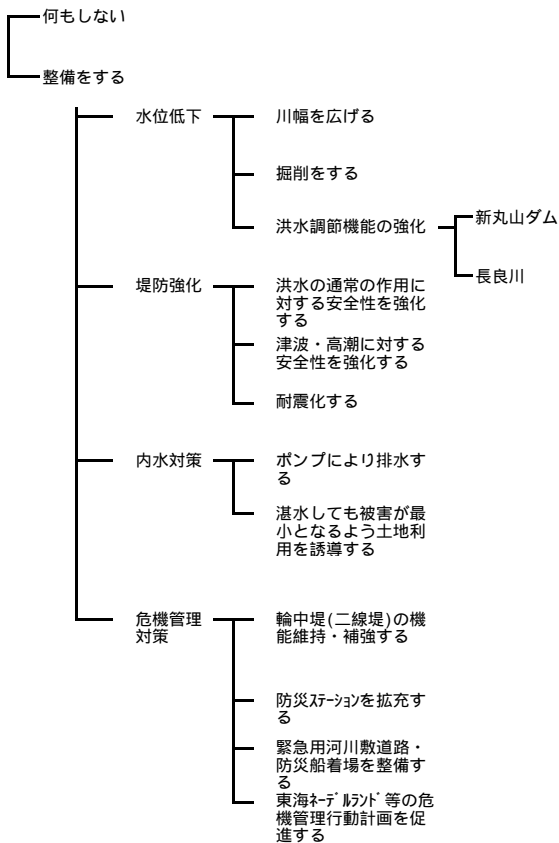 何もしない
整備をする
水位低下
川幅を広げる
掘削をする
洪水調節機能の強化
新丸山ダム
長良川
堤防強化
洪水の通常の作用に
対する安全性を強化
する
津波・高潮に対する
安全性を強化する
耐震化する
内水対策
ポンプにより排水す
る
湛水しても被害が最
小となるよう土地利
用を誘導する
危機管理
対策
輪中堤(二線堤)の機
能維持・補強する
防災ｽﾃｰｼｮﾝを拡充す
る
緊急用河川敷道路・
防災船着場を整備す
る
東海ﾈｰﾃﾞﾙﾗﾝﾄﾞ等の危
機管理行動計画を促
進する